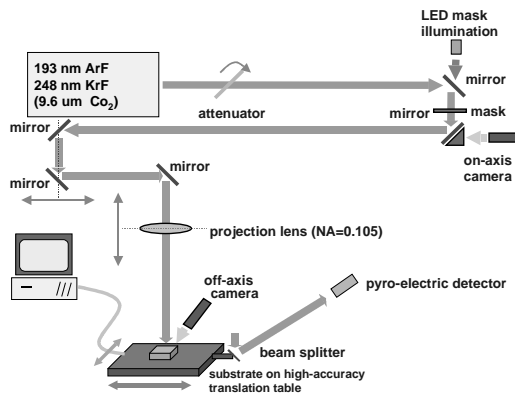 LED mask
illumination
193 nm ArF
248 nm KrF
(9.6 um Co₂)
mirror
attenuator
mirror
mask
mirror
on-axis
camera
mirror
mirror
projection lens (NA=0.105)
off-axis
camera
pyro-electric detector
beam splitter
substrate on high-accuracy
translation table